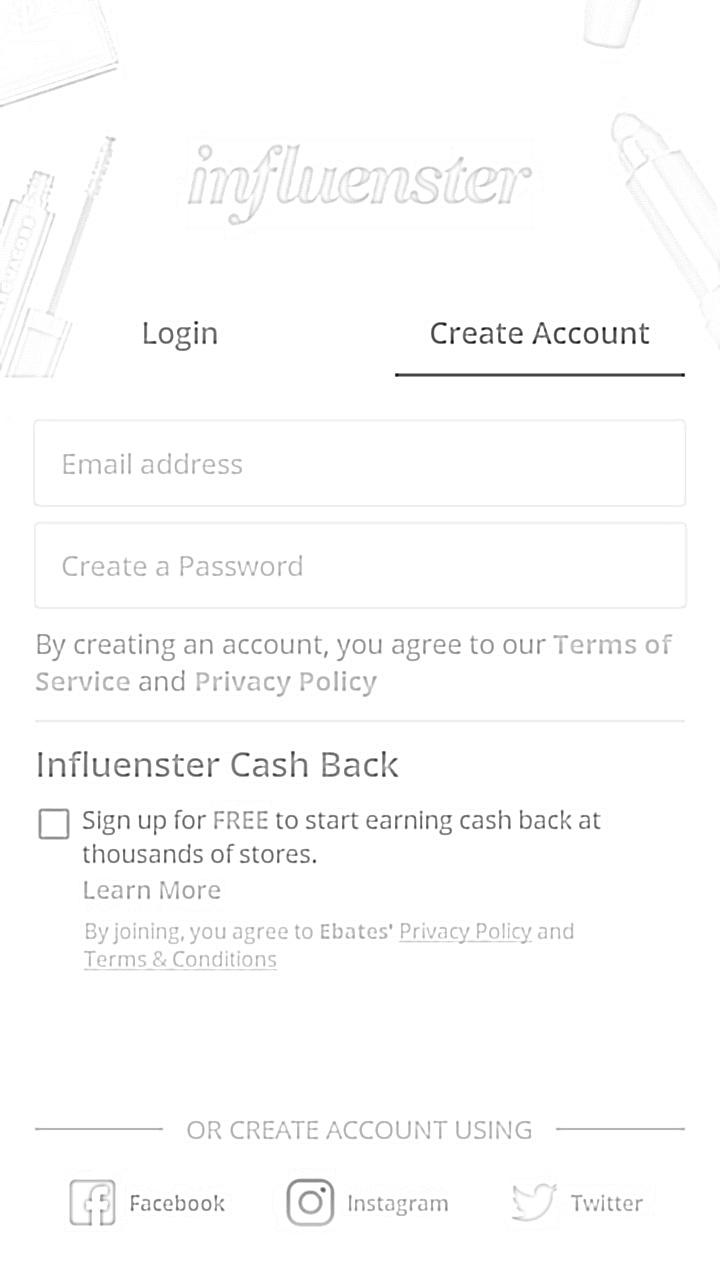 influenster
Login
Create Account
Email address
Create a Password
By creating an account, you agree to our Terms of
Service and Privacy Policy
Influenster Cash Back
Sign up for FREE to start earning cash back at
thousands of stores.
Learn More
By joining, you agree to Ebates' Privacy Policy and
Terms & Conditions
OR CREATE ACCOUNT USING
Facebook
Instagram
Twitter